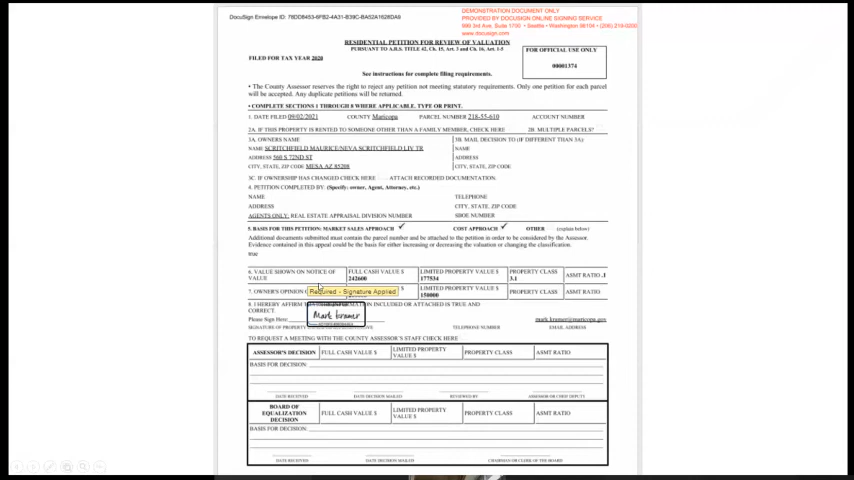 DocuSign Envelope ID: 78DDB453-6FB2-4A31-B39C-BA52A1628DA6
DEMONSTRATION DOCUMENT ONLY
PROVIDED BY DOCUSIGN ONLINE SIGNING SERVICE
999 3rd Ave, Suite 1700 • Seattle • Washington 98104 • (206) 219-0200
www.docusign.com
RESIDENTIAL PETITION FOR REVIEW OF VALUATION
PURSUANT TO A.R.S. TITLE 42, Ch. 15, Art. 3 and Ch. 16, Art. 1-5
FILED FOR TAX YEAR 2020
FOR OFFICIAL USE ONLY
00001374
See instructions for complete filing requirements.
• The County Assessor reserves the right to reject any petition not meeting statutory requirements. Only one petition for each parcel
will be accepted. Any duplicate petitions will be returned.
• COMPLETE SECTIONS 1 THROUGH 8 WHERE APPLICABLE. TYPE OR PRINT.
1. DATE FILED 09/02/2021 COUNTY Maricopa PARCEL NUMBER 218-55-610 ACCOUNT NUMBER
2A. IF THIS PROPERTY IS RENTED TO SOMEONE OTHER THAN A FAMILY MEMBER, CHECK HERE 2B. MULTIPLE PARCELS?
3A. OWNERS NAME 3B. MAIL DECISION TO (IF DIFFERENT THAN 3A):
NAME SCRITCHFIELD MAURICE/NEVA SCRITCHFIELD LIV TR NAME
ADDRESS 560 S 72ND ST ADDRESS
CITY, STATE, ZIP CODE MESA AZ 85208 CITY, STATE, ZIP CODE
3C. IF OWNERSHIP HAS CHANGED CHECK HERE ATTACH RECORDED DOCUMENTATION.
4. PETITION COMPLETED BY: (Specify: owner, Agent, Attorney, etc.)
NAME TELEPHONE
ADDRESS CITY, STATE, ZIP CODE
AGENTS ONLY: REAL ESTATE APPRAISAL DIVISION NUMBER SBOE NUMBER
5. BASIS FOR THIS PETITION: MARKET SALES APPROACH ✓ COST APPROACH ✓ OTHER (explain below)
Additional documents submitted must contain the parcel number and be attached to the petition in order to be considered by the Assessor.
Evidence contained in this appeal could be the basis for either increasing or decreasing the valuation or changing the classification.
true
6. VALUE SHOWN ON NOTICE OF VALUE FULL CASH VALUE $ 242600 LIMITED PROPERTY VALUE $ 177534 PROPERTY CLASS 3.1 ASMT RATIO .1
7. OWNER'S OPINION LIMITED PROPERTY VALUE $ 150000 PROPERTY CLASS ASMT RATIO
Required - Signature Applied
8. I HEREBY AFFIRM INFORMATION INCLUDED OR ATTACHED IS TRUE AND
CORRECT
Please Sign Here: Mark kramer mark.kramer@maricopa.gov
SIGNATURE OF PROPERTY TELEPHONE NUMBER EMAIL ADDRESS
TO REQUEST A MEETING WITH THE COUNTY ASSESSOR'S STAFF CHECK HERE
ASSESSOR'S DECISION FULL CASH VALUE $ LIMITED PROPERTY VALUE $ PROPERTY CLASS ASMT RATIO
BASIS FOR DECISION:
DATE RECEIVED DATE DECISION MAILED REVIEWED BY ASSESSOR OR CHIEF DEPUTY
BOARD OF EQUALIZATION DECISION FULL CASH VALUE $ LIMITED PROPERTY VALUE $ PROPERTY CLASS ASMT RATIO
BASIS FOR DECISION:
DATE RECEIVED DATE DECISION MAILED CHAIRMAN OR CLERK OF THE BOARD